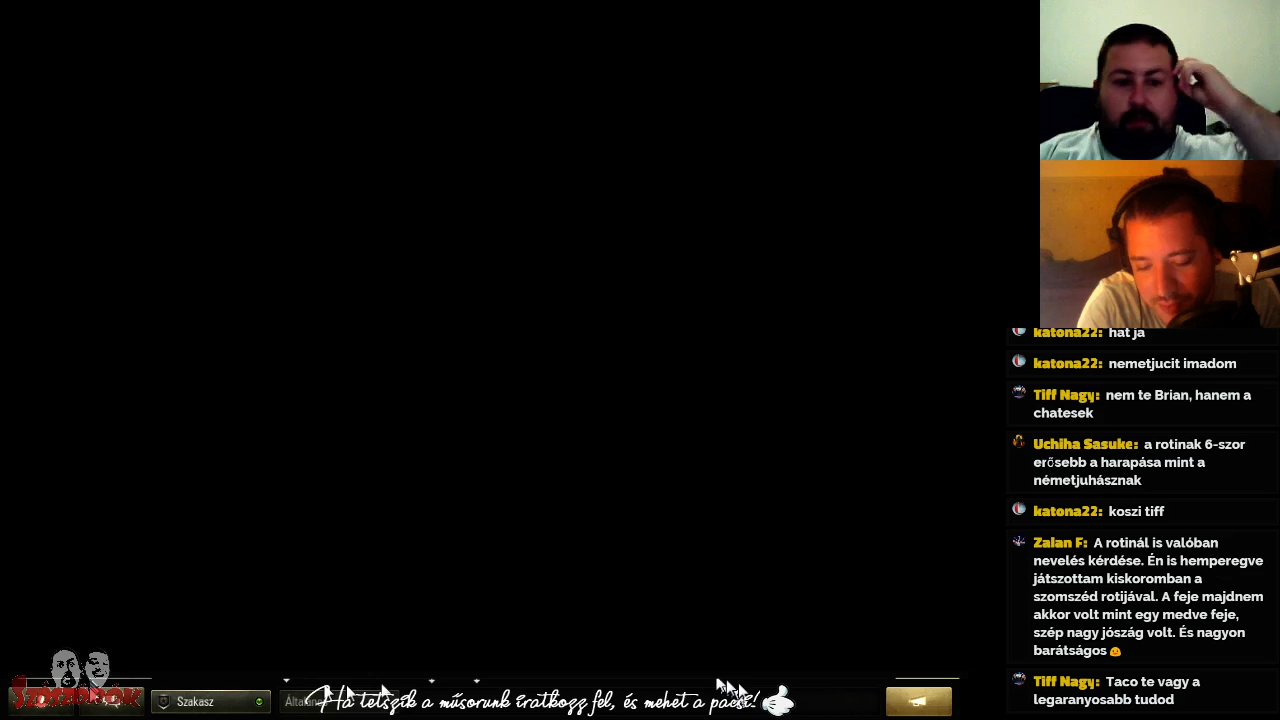 katona22: hat ja
katona22: nemetjucit imadom
Tiff Nagy: nem te Brian, hanem a
chatesek
Uchiha Sasuke: a rotinak 6-szor
erősebb a harapása mint a
németjuhásznak
katona22: koszi tiff
Zalan F: A rotinál is valóban
nevelés kérdése. Én is hemperegve
játszottam kiskoromban a
szomszéd rotijával. A feje majdnem
akkor volt mint egy medve feje,
szép nagy jószág volt. És nagyon
barátságos
Tiff Nagy: Taco te vagy a
legaranyosabb tudod
SZÓSZÓRÓK
Szakasz
Ha tetszik a műsorunk iratkozz fel, és mehet a pacsi!